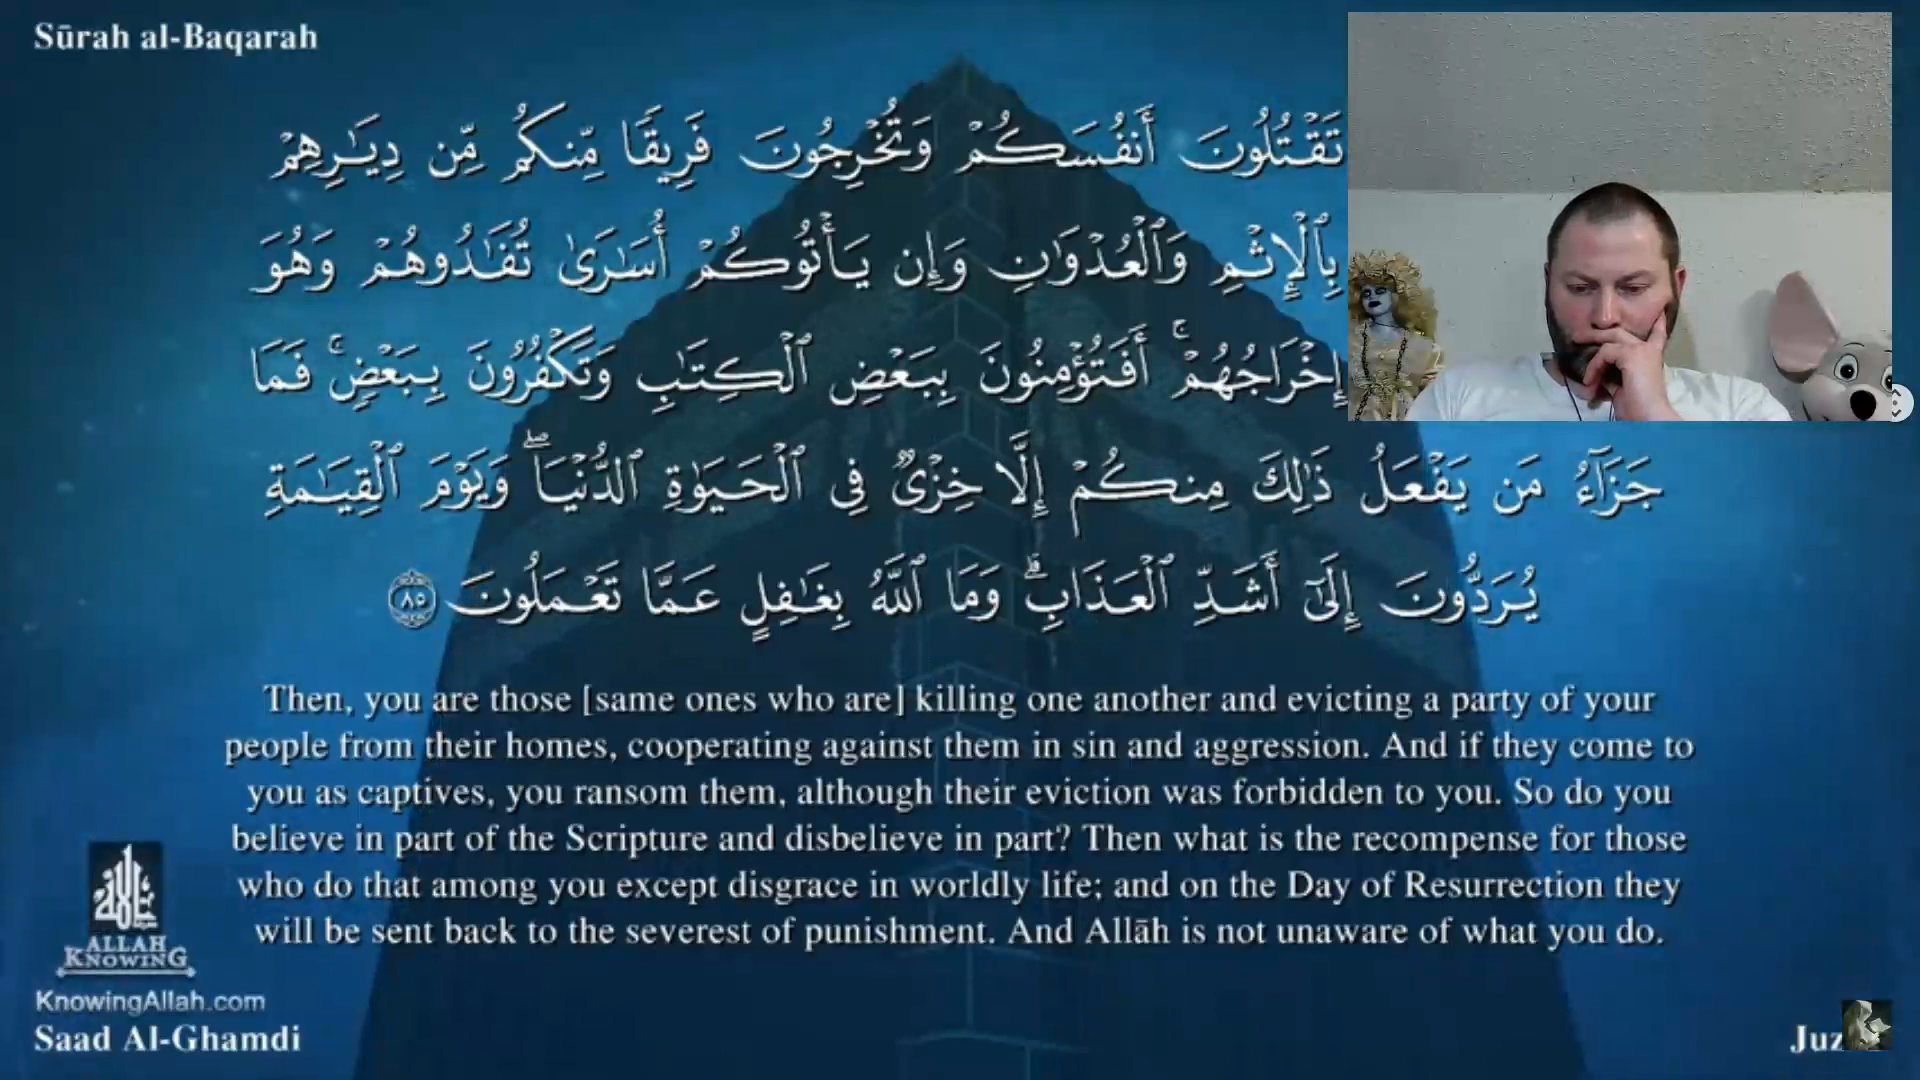 Sūrah al-Baqarah
تَقْتُلُونَ أَنفُسَكُمْ وَتُخْرِجُونَ فَرِيقًا مِّنكُم مِّن دِيَـٰرِهِمْ
بِٱلْإِثْمِ وَٱلْعُدْوَٰنِ وَإِن يَأْتُوكُمْ أُسَـٰرَىٰ تُفَـٰدُوهُمْ وَهُوَ
إِخْرَاجُهُمْ ۚ أَفَتُؤْمِنُونَ بِبَعْضِ ٱلْكِتَـٰبِ وَتَكْفُرُونَ بِبَعْضٍ ۚ فَمَا
جَزَآءُ مَن يَفْعَلُ ذَٰلِكَ مِنكُمْ إِلَّا خِزْىٌ فِى ٱلْحَيَوٰةِ ٱلدُّنْيَا ۖ وَيَوْمَ ٱلْقِيَـٰمَةِ
يُرَدُّونَ إِلَىٰٓ أَشَدِّ ٱلْعَذَابِ ۗ وَمَا ٱللَّهُ بِغَـٰفِلٍ عَمَّا تَعْمَلُونَ ٨٥
Then, you are those [same ones who are] killing one another and evicting a party of your
people from their homes, cooperating against them in sin and aggression. And if they come to
you as captives, you ransom them, although their eviction was forbidden to you. So do you
believe in part of the Scripture and disbelieve in part? Then what is the recompense for those
who do that among you except disgrace in worldly life; and on the Day of Resurrection they
will be sent back to the severest of punishment. And Allāh is not unaware of what you do.
ALLAH
KNOWING
KnowingAllah.com
Saad Al-Ghamdi
Juz